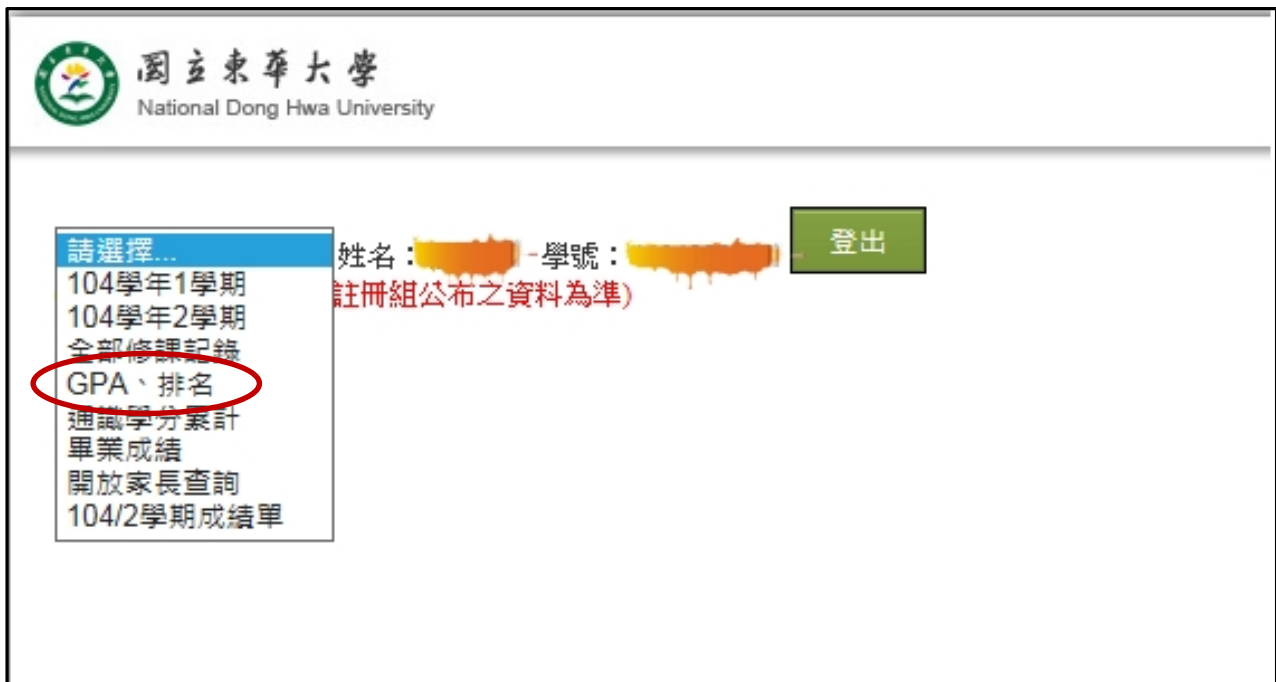 國立東華大學
National Dong Hwa University
請選擇...
姓名：
-學號：
登出
104學年1學期
註冊組公布之資料為準)
104學年2學期
全部修課記錄
GPA、排名
通識學分累計
畢業成績
開放家長查詢
104/2學期成績單